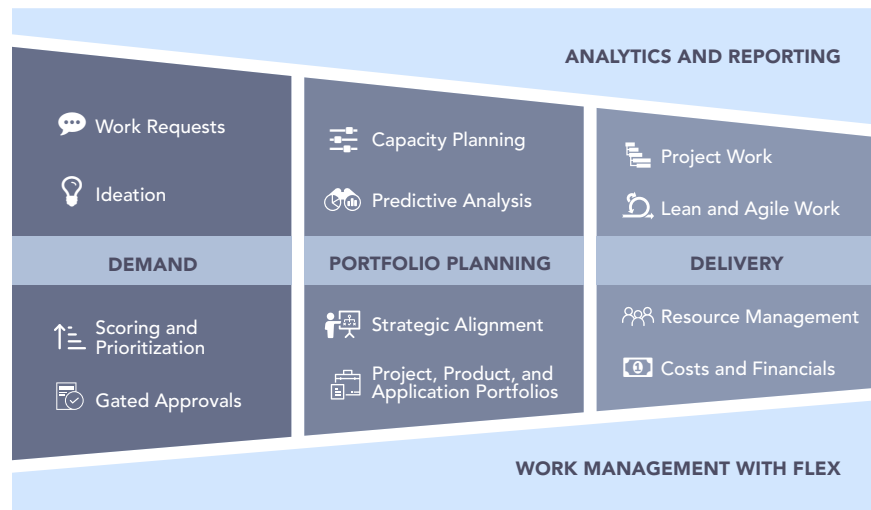 ANALYTICS AND REPORTING
Work Requests
Ideation
DEMAND
Scoring and
Prioritization
Gated Approvals
Capacity Planning
Predictive Analysis
PORTFOLIO PLANNING
Strategic Alignment
Project, Product, and
Application Portfolios
Project Work
Lean and Agile Work
DELIVERY
Resource Management
Costs and Financials
WORK MANAGEMENT WITH FLEX